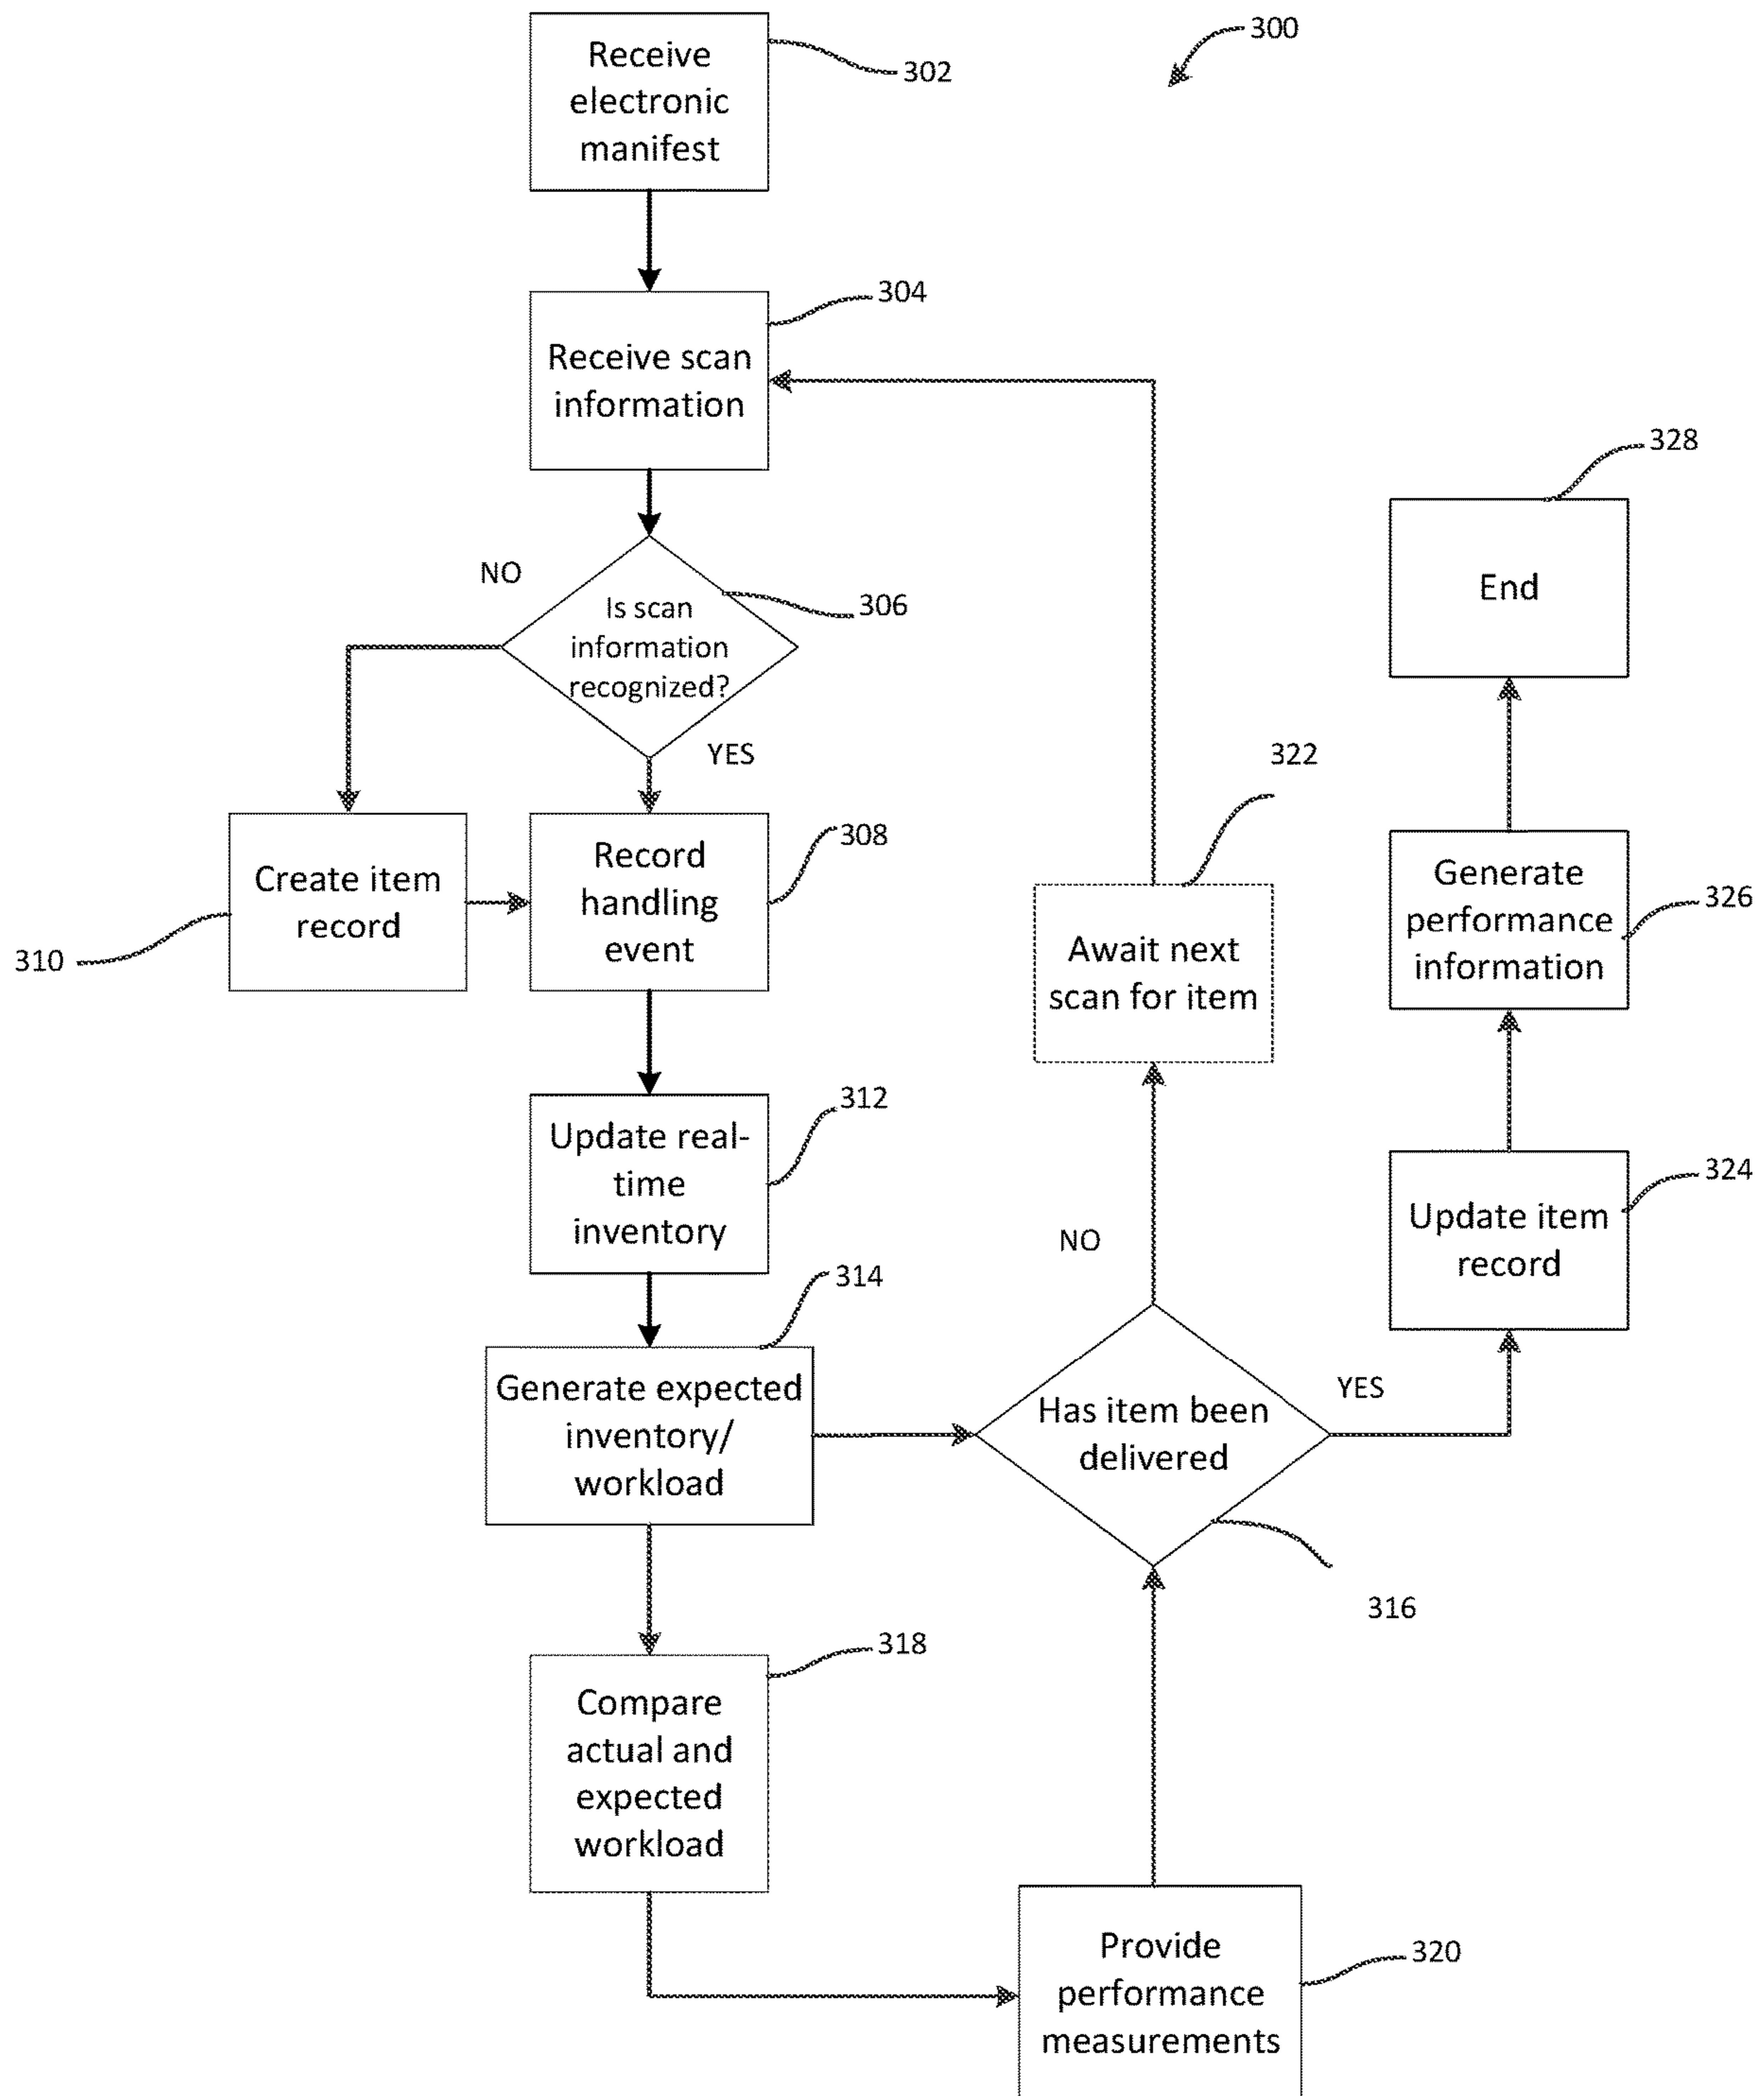 300
Receive
electronic
manifest
302
304
Receive scan
information
328
End
NO
Is scan
information
recognized?
306
YES
322
Create item
record
310
Record
handling
event
308
Await next
scan for item
Generate
performance
information
326
Update real-
time
inventory
312
Update item
record
324
NO
314
Generate expected
inventory/
workload
Has item been
delivered
YES
316
318
Compare
actual and
expected
workload
Provide
performance
measurements
320